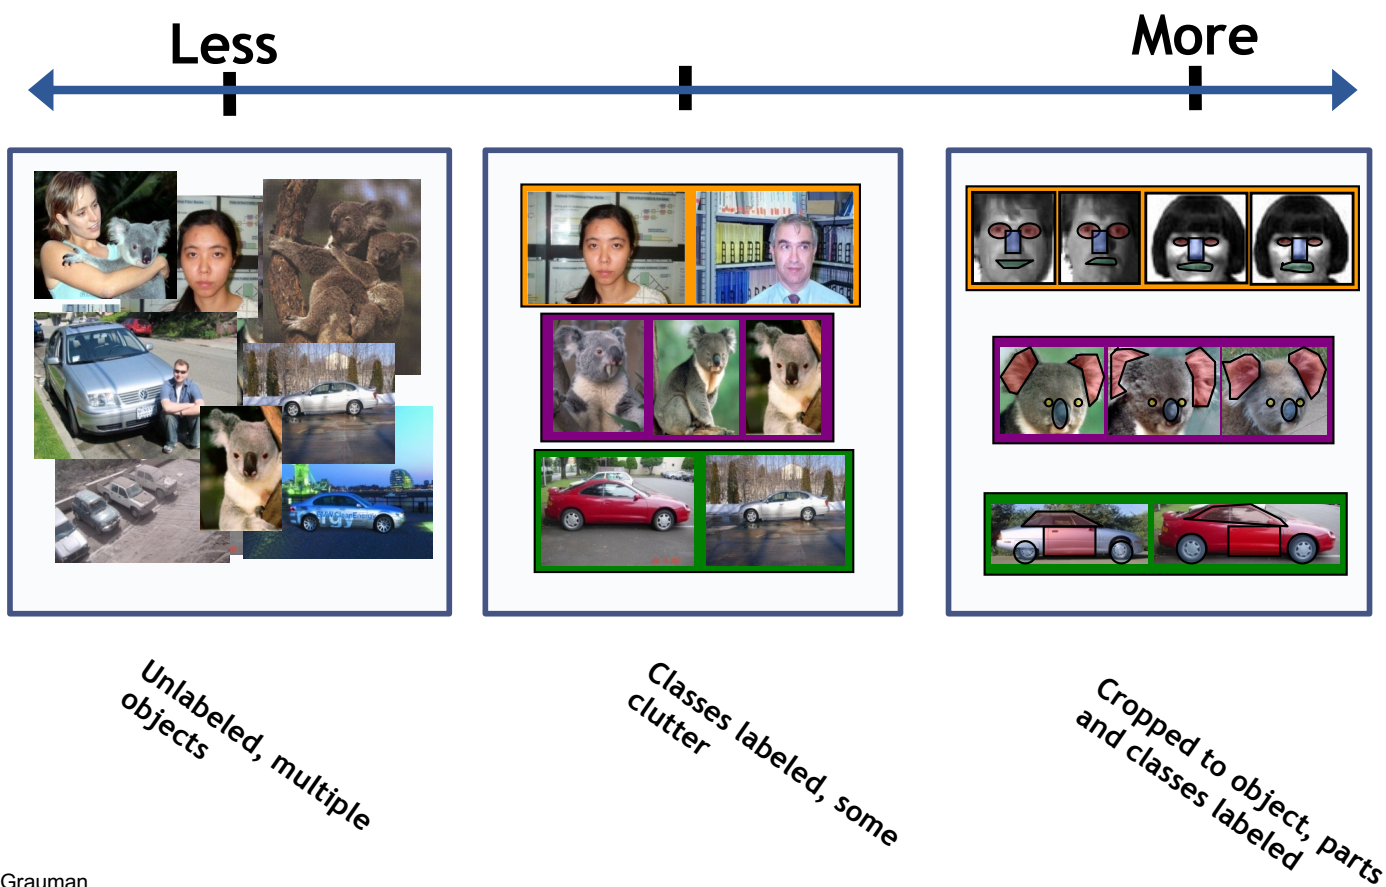 Less
More
Unlabeled, multiple
objects
Classes labeled, some
clutter
Cropped to object, parts
and classes labeled
Grauman